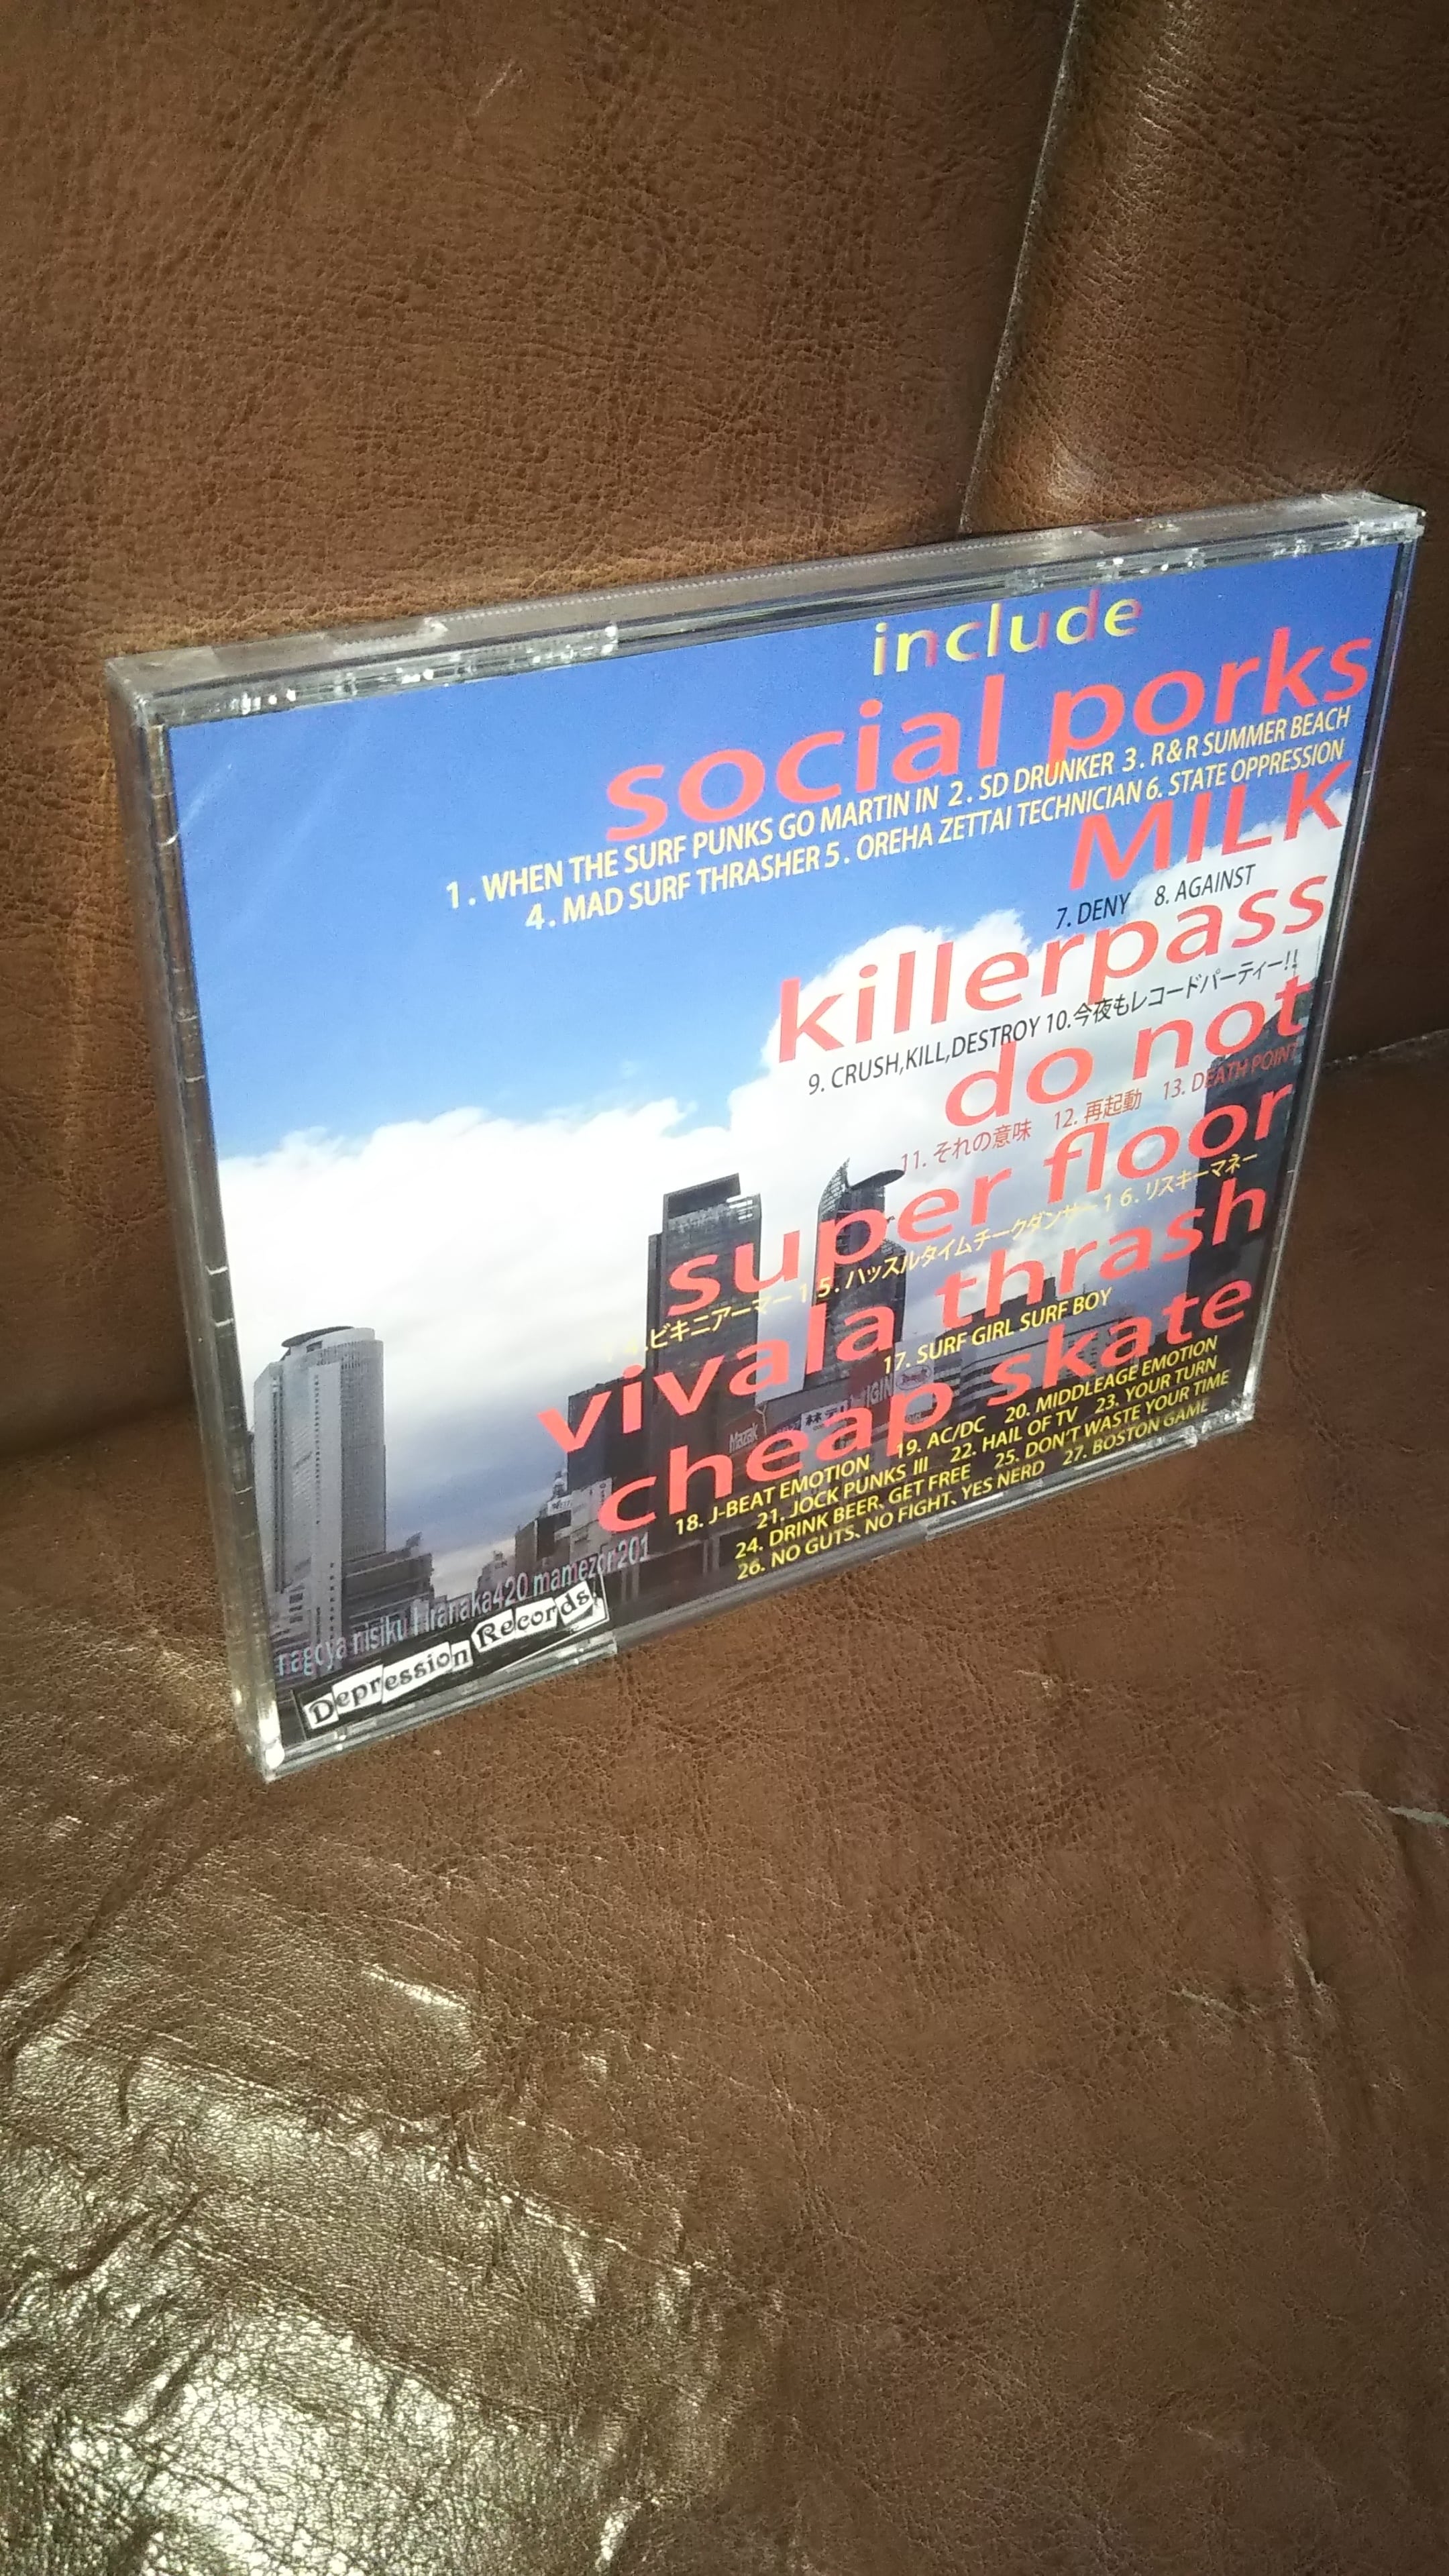 include
social porks
1. WHEN THE SURF PUNKS GO MARTIN IN 2. SD DRUNKER 3. R&R SUMMER BEACH
4. MAD SURF THRASHER 5. OREHA ZETTAI TECHNICIAN 6. STATE OPPRESSION
MILK
7. DENY 8. AGAINST
killerpass
9. CRUSH,KILL,DESTROY 10.今夜もレコードパーティー!!
do not
11. それの意味 12. 再起動 13. DEATH POINT
super floor
14.ビキニアーマー 15. ハッスルタイムチークダンサー 16. リスキーマネー
vivala thrash
17. SURF GIRL SURF BOY
cheap skate
18. J-BEAT EMOTION 19. AC/DC 20. MIDDLEAGE EMOTION
21. JOCK PUNKS III 22. HAIL OF TV 23. YOUR TURN
24. DRINK BEER、GET FREE 25. DON'T WASTE YOUR TIME
26. NO GUTS、NO FIGHT、YES NERD 27. BOSTON GAME
Mazak
nagoya nisiku Hiranaka420 mamezor201
Depression Records!